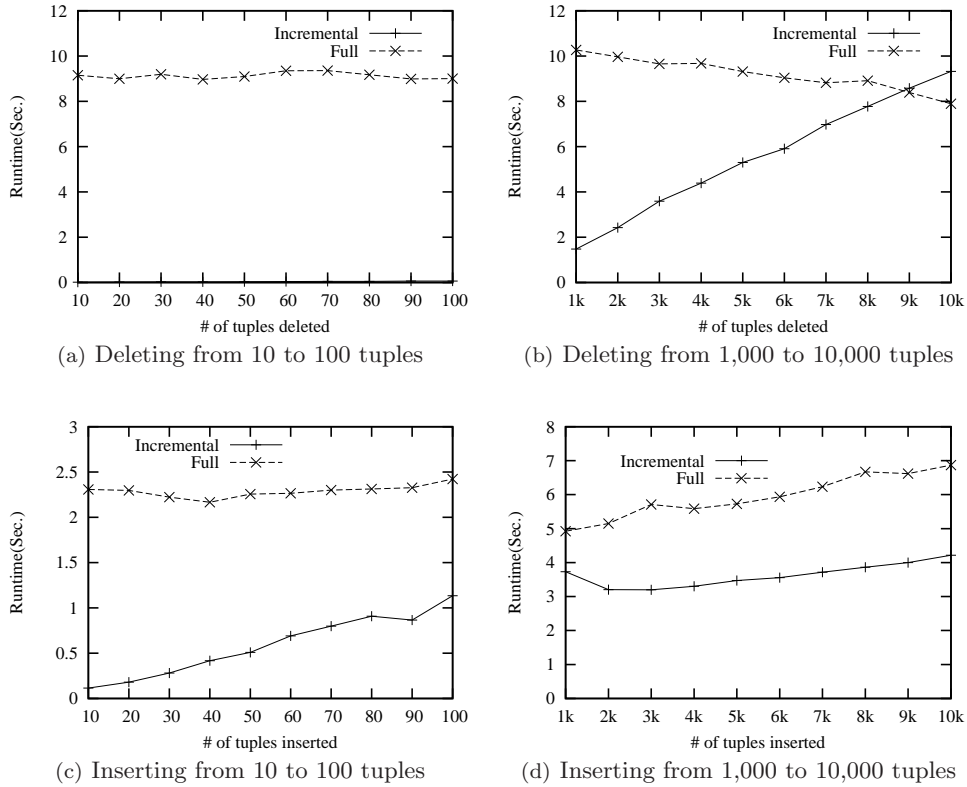 12
10
8
6
4
2
0
Runtime(Sec.)
Incremental
Full
10 20 30 40 50 60 70 80 90 100
# of tuples deleted
(a) Deleting from 10 to 100 tuples
12
10
8
6
4
2
0
Runtime(Sec.)
Incremental
Full
1k 2k 3k 4k 5k 6k 7k 8k 9k 10k
# of tuples deleted
(b) Deleting from 1,000 to 10,000 tuples
3
2.5
2
1.5
1
0.5
0
Runtime(Sec.)
Incremental
Full
10 20 30 40 50 60 70 80 90 100
# of tuples inserted
(c) Inserting from 10 to 100 tuples
8
7
6
5
4
3
2
1
0
Runtime(Sec.)
Incremental
Full
1k 2k 3k 4k 5k 6k 7k 8k 9k 10k
# of tuples inserted
(d) Inserting from 1,000 to 10,000 tuples